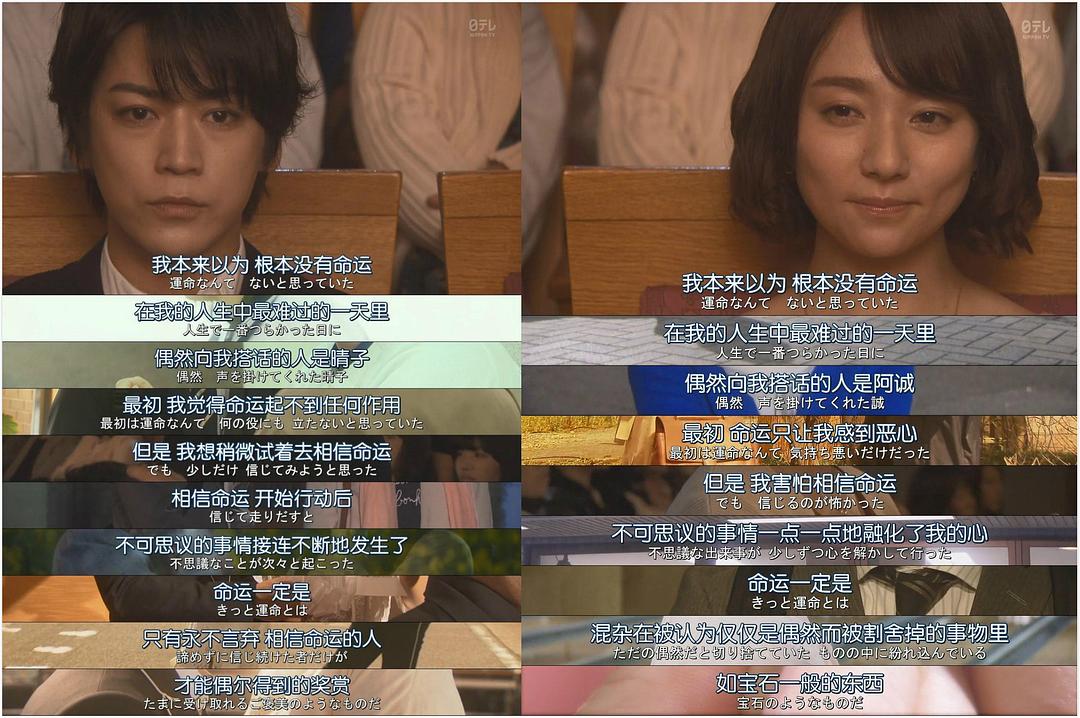 日テレ
NIPPON TV
我本来以为 根本没有命运
運命なんて ないと思っていた
在我的人生中最难过的一天里
人生で一番つらかった日に
偶然向我搭话的人是晴子
偶然 声を掛けてくれた晴子
最初 我觉得命运起不到任何作用
最初は運命なんて 何の役にも 立たないと思っていた
但是 我想稍微试着去相信命运
でも 少しだけ 信じてみようと思った
相信命运 开始行动后
信じて走りだすと
不可思议的事情接连不断地发生了
不思議なことが次々と起こった
命运一定是
きっと運命とは
只有永不言弃 相信命运的人
諦めずに信じ続けた者だけが
才能偶尔得到的奖赏
たまに受け取れるご褒美のようなものだ
日テレ
NIPPON TV
我本来以为 根本没有命运
運命なんて ないと思っていた
在我的人生中最难过的一天里
人生で一番つらかった日に
偶然向我搭话的人是阿诚
偶然 声を掛けてくれた誠
最初 命运只让我感到恶心
最初は運命なんて 気持ち悪いだけだった
但是 我害怕相信命运
でも 信じるのが怖かった
不可思议的事情一点一点地融化了我的心
不思議な出来事が 少しずつ心を解かして行った
命运一定是
きっと運命とは
混杂在被认为仅仅是偶然而被割舍掉的事物里
ただの偶然だと切り捨てていた ものの中に紛れ込んでいる
如宝石一般的东西
宝石のようなものだ